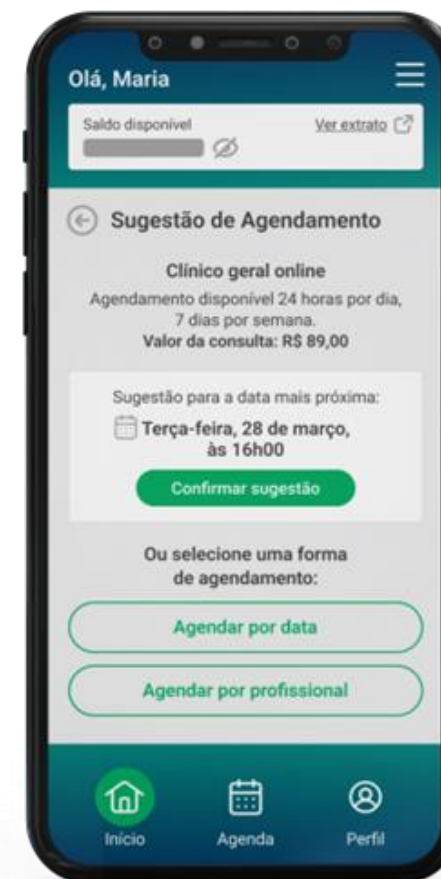 Olá, Maria
Saldo disponível
Ver extrato
Sugestão de Agendamento
Clínico geral online
Agendamento disponível 24 horas por dia,
7 dias por semana.
Valor da consulta: R$ 89,00
Sugestão para a data mais próxima:
Terça-feira, 28 de março,
às 16h00
Confirmar sugestão
Ou selecione uma forma
de agendamento:
Agendar por data
Agendar por profissional
Início
Agenda
Perfil